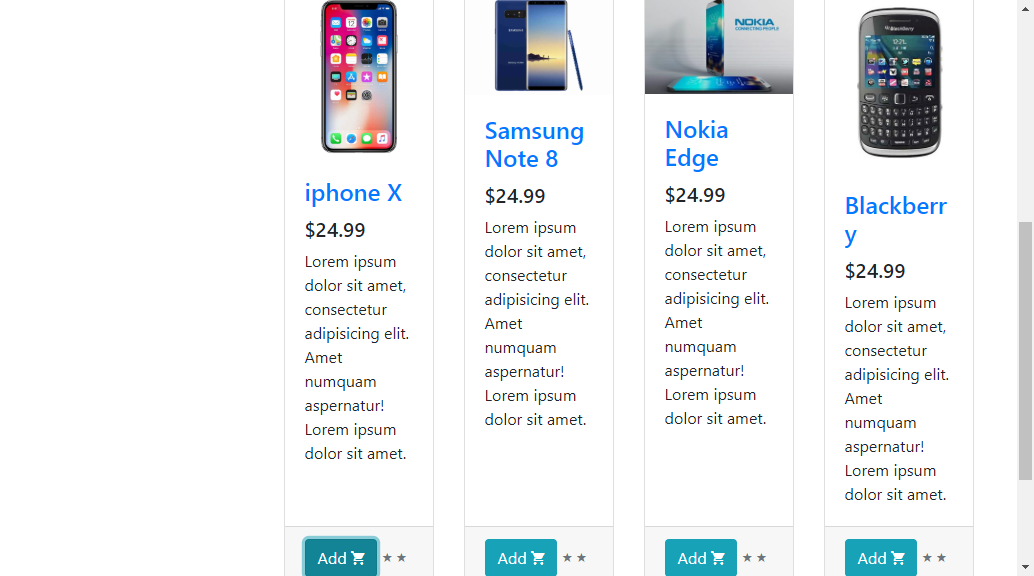 NOKIA
CONNECTING PEOPLE
BlackBerry
iphone X
$24.99
Lorem ipsum
dolor sit amet,
consectetur
adipisicing elit.
Amet
numquam
aspernatur!
Lorem ipsum
dolor sit amet.
Add
Samsung
Note 8
$24.99
Lorem ipsum
dolor sit amet,
consectetur
adipisicing elit.
Amet
numquam
aspernatur!
Lorem ipsum
dolor sit amet.
Add
Nokia
Edge
$24.99
Lorem ipsum
dolor sit amet,
consectetur
adipisicing elit.
Amet
numquam
aspernatur!
Lorem ipsum
dolor sit amet.
Add
Blackberr
y
$24.99
Lorem ipsum
dolor sit amet,
consectetur
adipisicing elit.
Amet
numquam
aspernatur!
Lorem ipsum
dolor sit amet.
Add